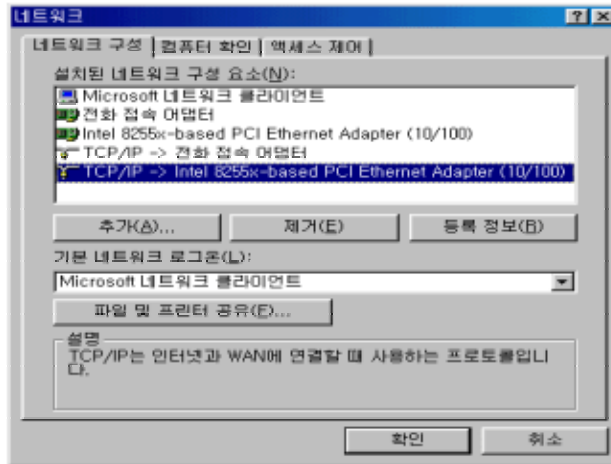 네트워크
네트워크 구성 컴퓨터 확인 액세스 제어
설치된 네트워크 구성 요소(N):
Microsoft 네트워크 클라이언트
전화 접속 어댑터
Intel 8255x-based PCI Ethernet Adapter (10/100)
TCP/IP -> 전화 접속 어댑터
TCP/IP -> Intel 8255x-based PCI Ethernet Adapter (10/100)
추가(A)... 제거(E) 등록 정보(R)
기본 네트워크 로그온(L):
Microsoft 네트워크 클라이언트
파일 및 프린터 공유(F)...
설명
TCP/IP는 인터넷과 WAN에 연결할 때 사용하는 프로토콜입니
다.
확인 취소